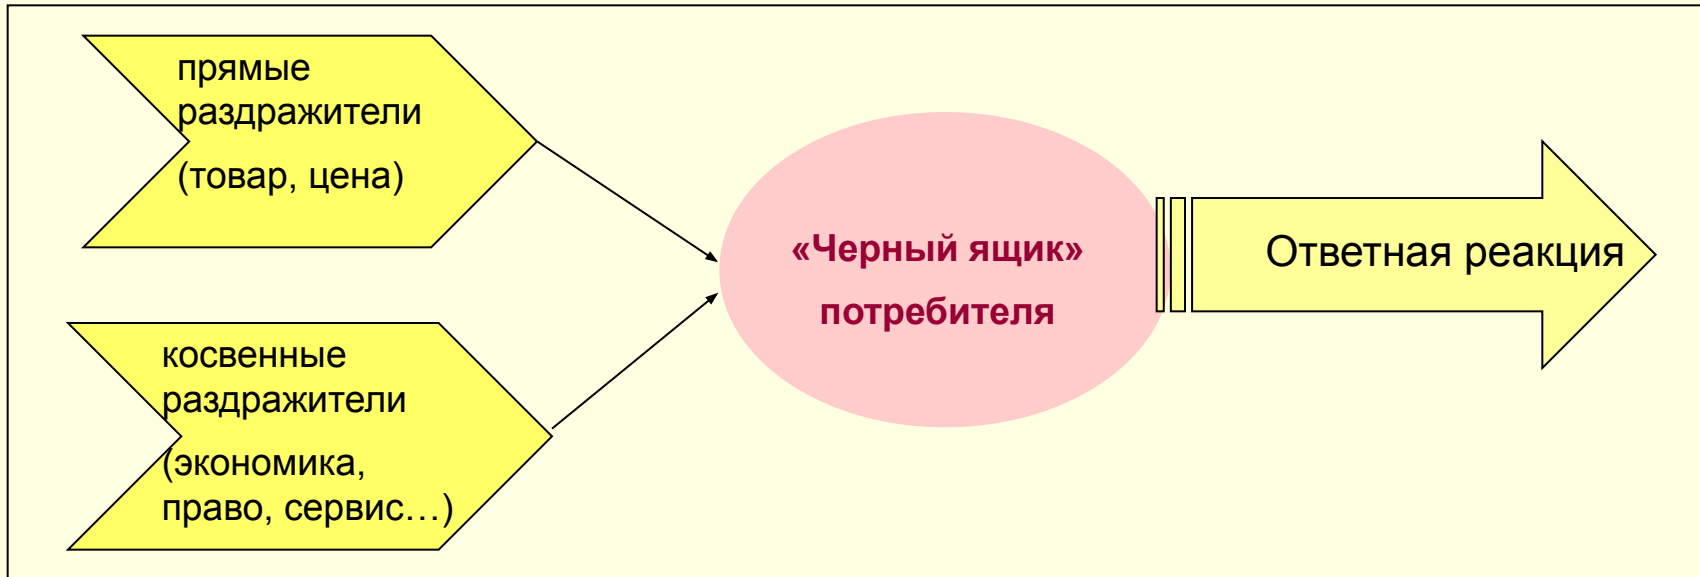 прямые
раздражители
(товар, цена)
косвенные
раздражители
(экономика,
право, сервис…)
«Черный ящик»
потребителя
Ответная реакция